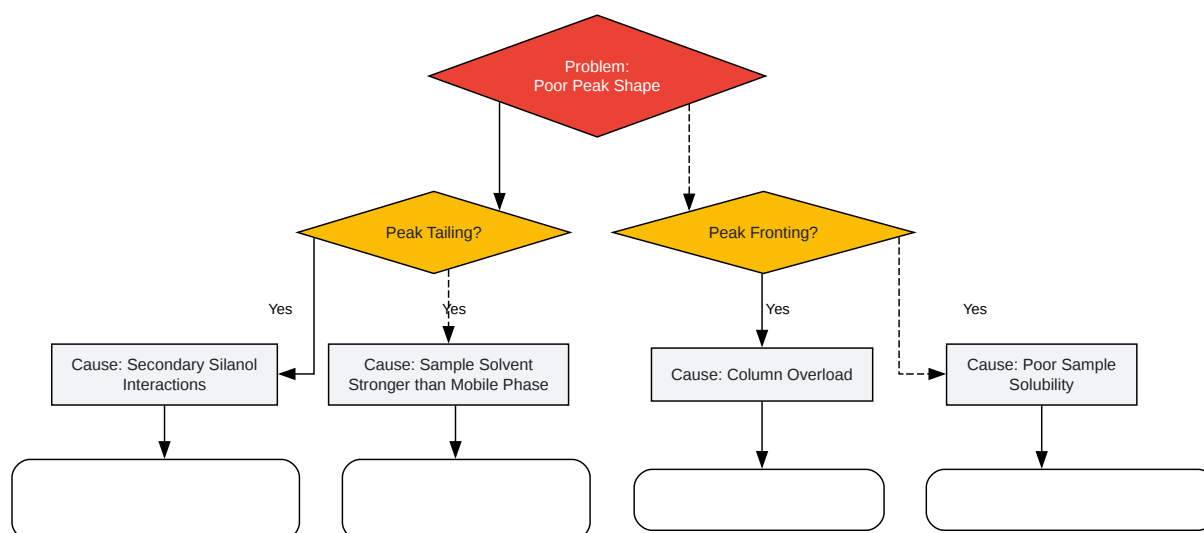 Problem:
Poor Peak Shape
Peak Tailing?
Peak Fronting?
Yes
Yes
Yes
Yes
Cause: Secondary Silanol
Interactions
Cause: Sample Solvent
Stronger than Mobile Phase
Cause: Column Overload
Cause: Poor Sample
Solubility